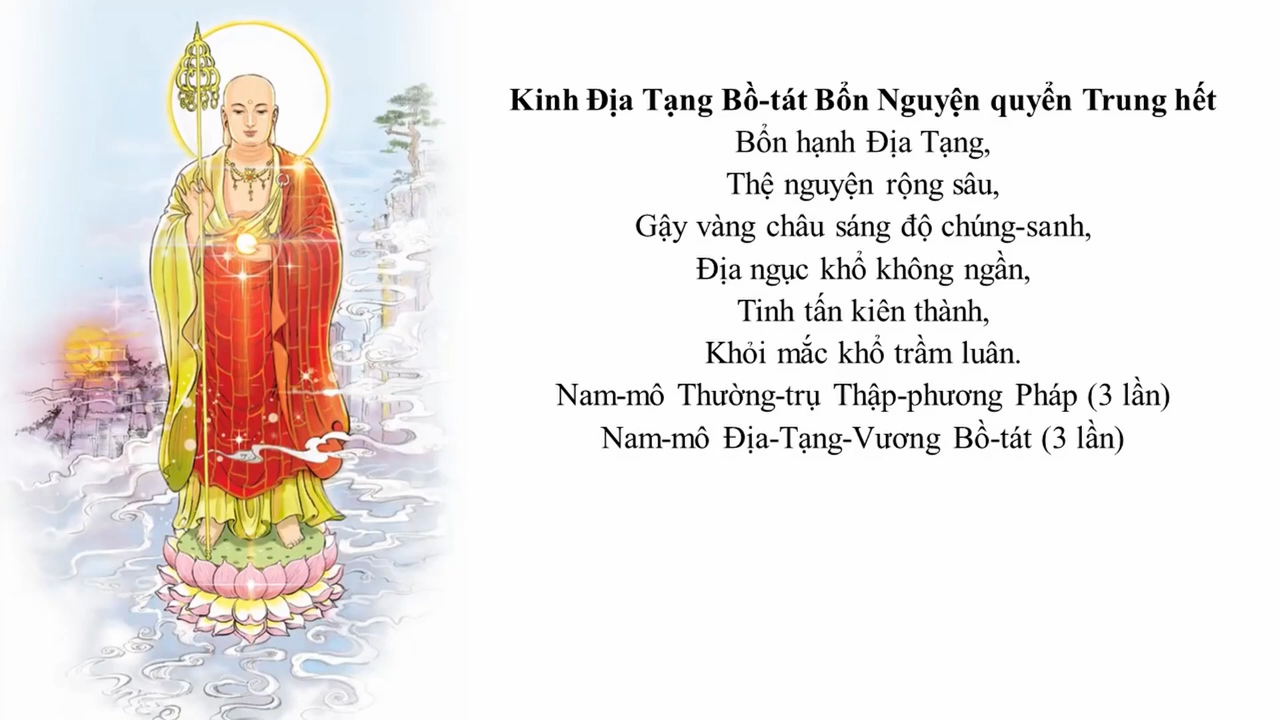 Kinh Địa Tạng Bồ-tát Bổn Nguyện quyển Trung hết
Bổn hạnh Địa Tạng,
Thệ nguyện rộng sâu,
Gậy vàng châu sáng độ chúng-sanh,
Địa ngục khổ không ngần,
Tinh tấn kiên thành,
Khỏi mắc khổ trầm luân.
Nam-mô Thường-trụ Thập-phương Pháp (3 lần)
Nam-mô Địa-Tạng-Vương Bồ-tát (3 lần)